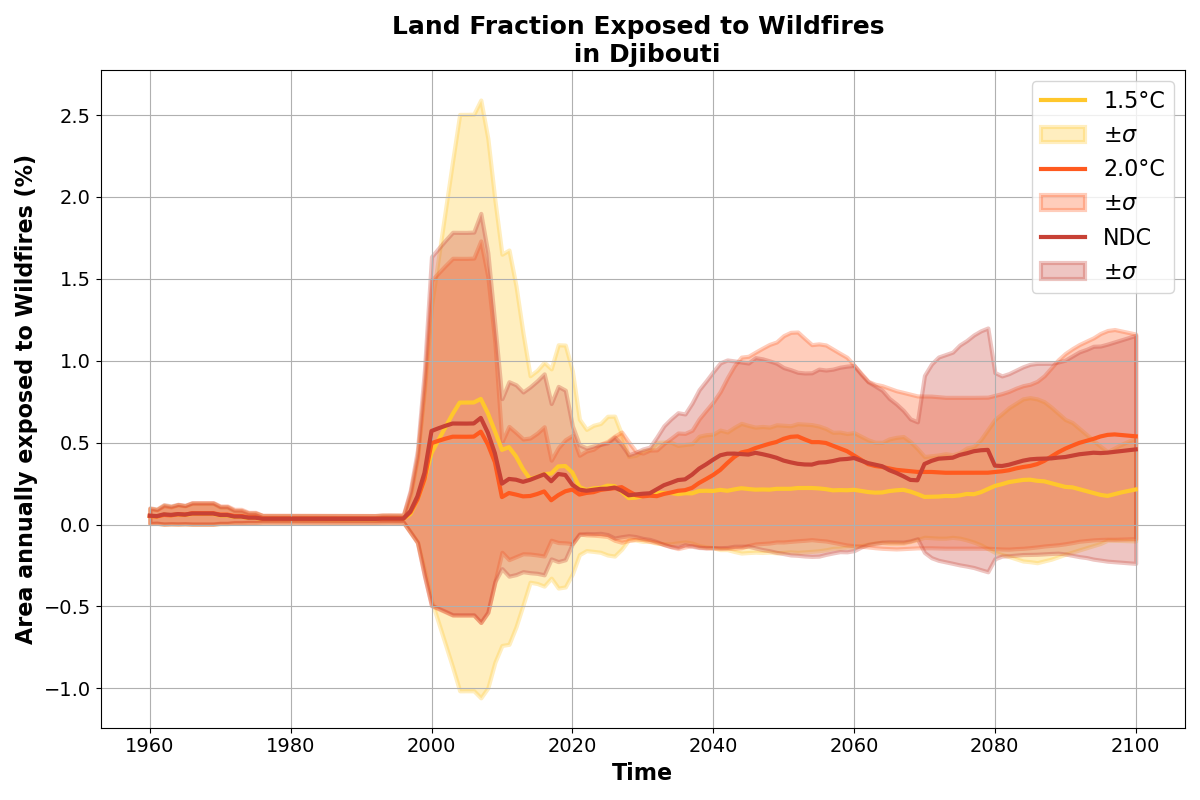 Land Fraction Exposed to Wildfires
in Djibouti
Area annually exposed to Wildfires (%)
2.5
2.0
1.5
1.0
0.5
0.0
−0.5
−1.0
1.5°C
±σ
2.0°C
±σ
NDC
±σ
1960 1980 2000 2020 2040 2060 2080 2100
Time